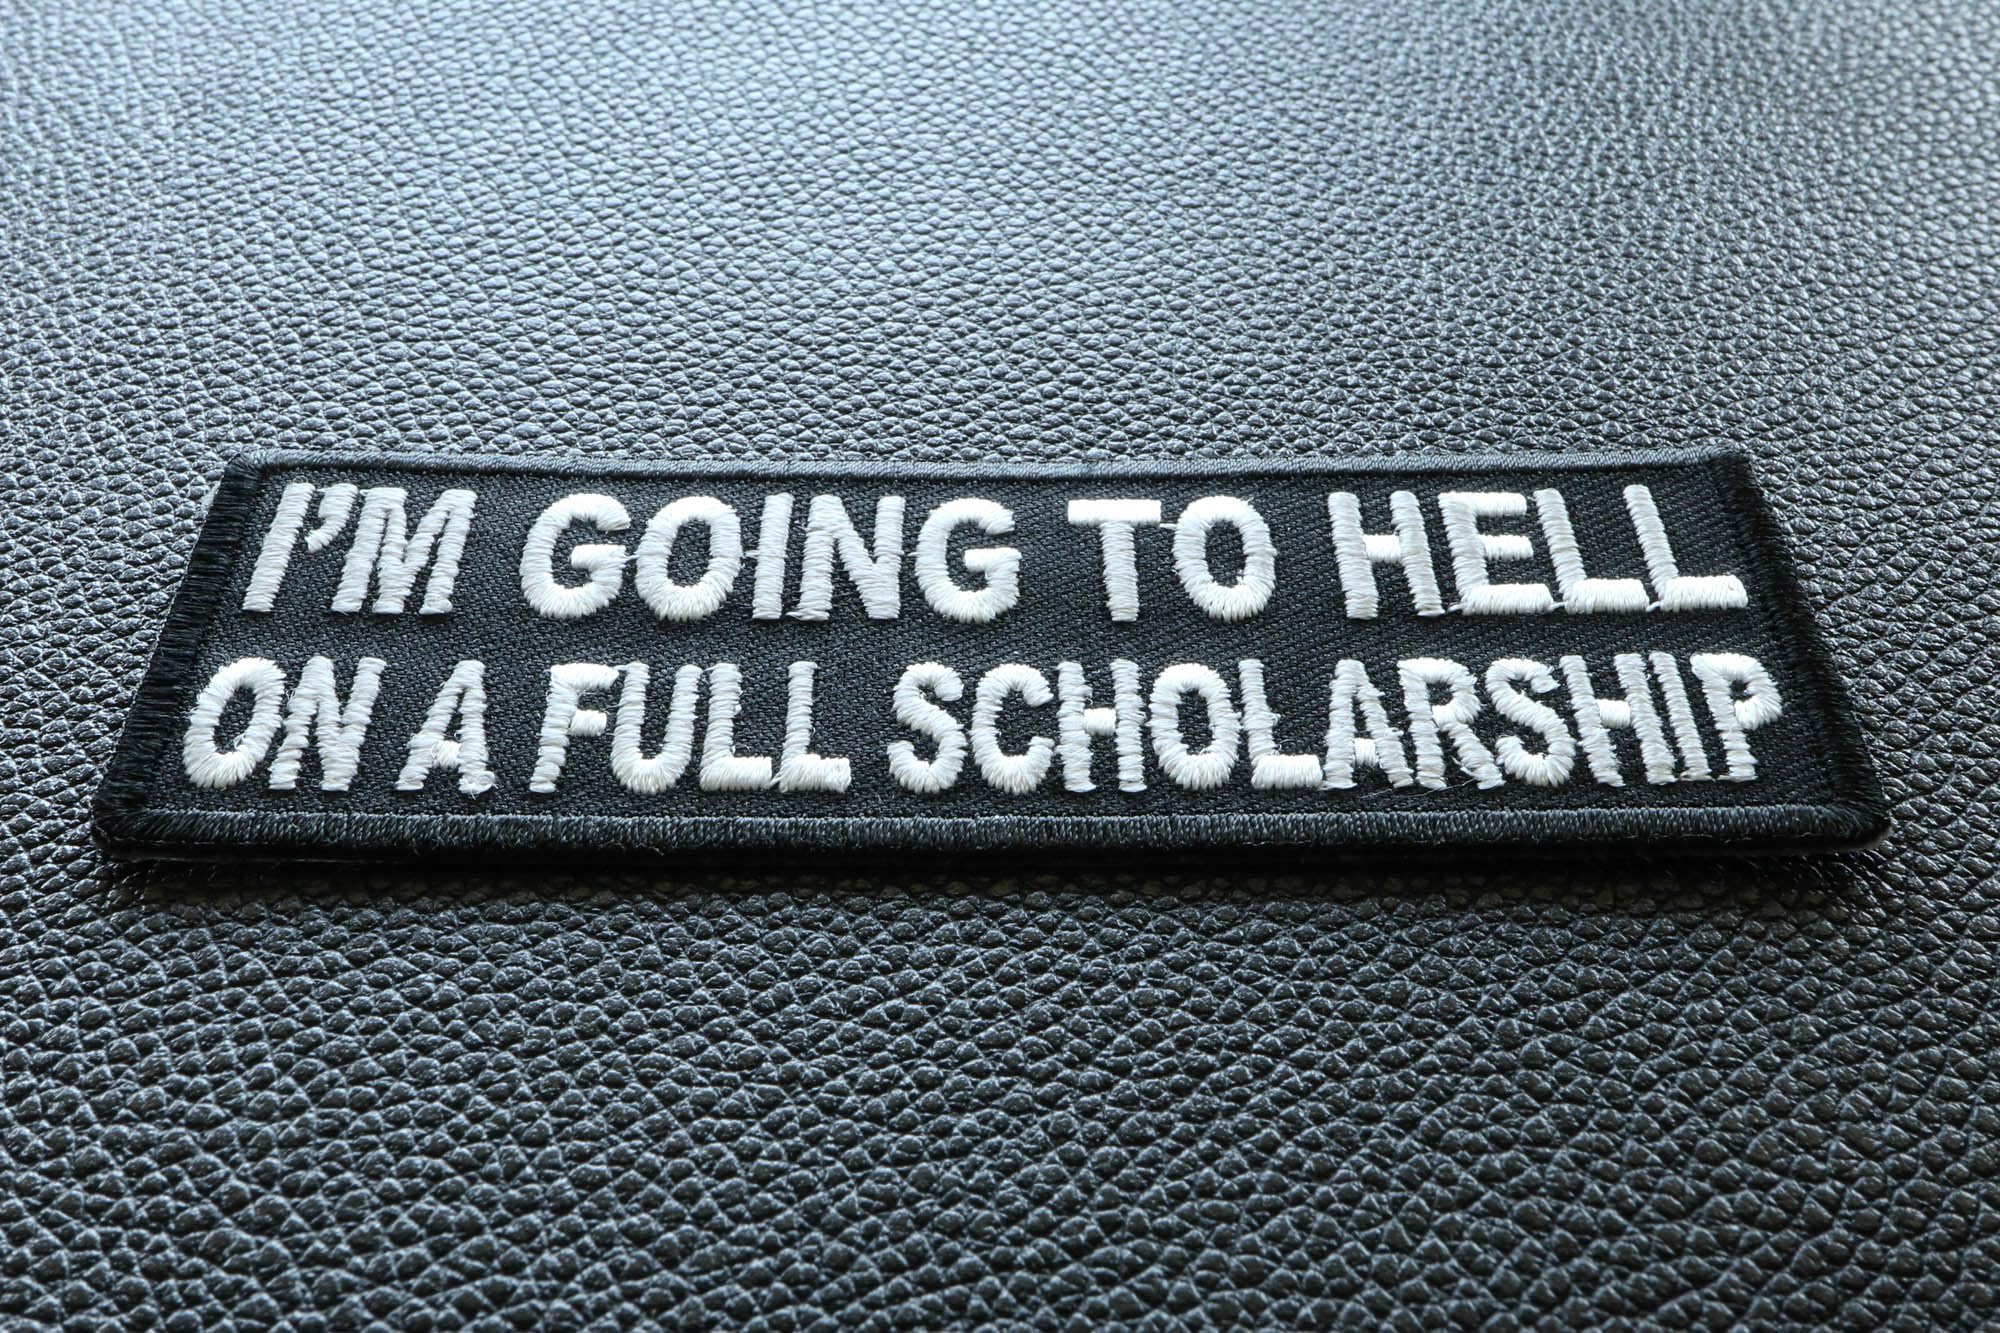 I'M GOING TO HELL
ON A FULL SCHOLARSHIP